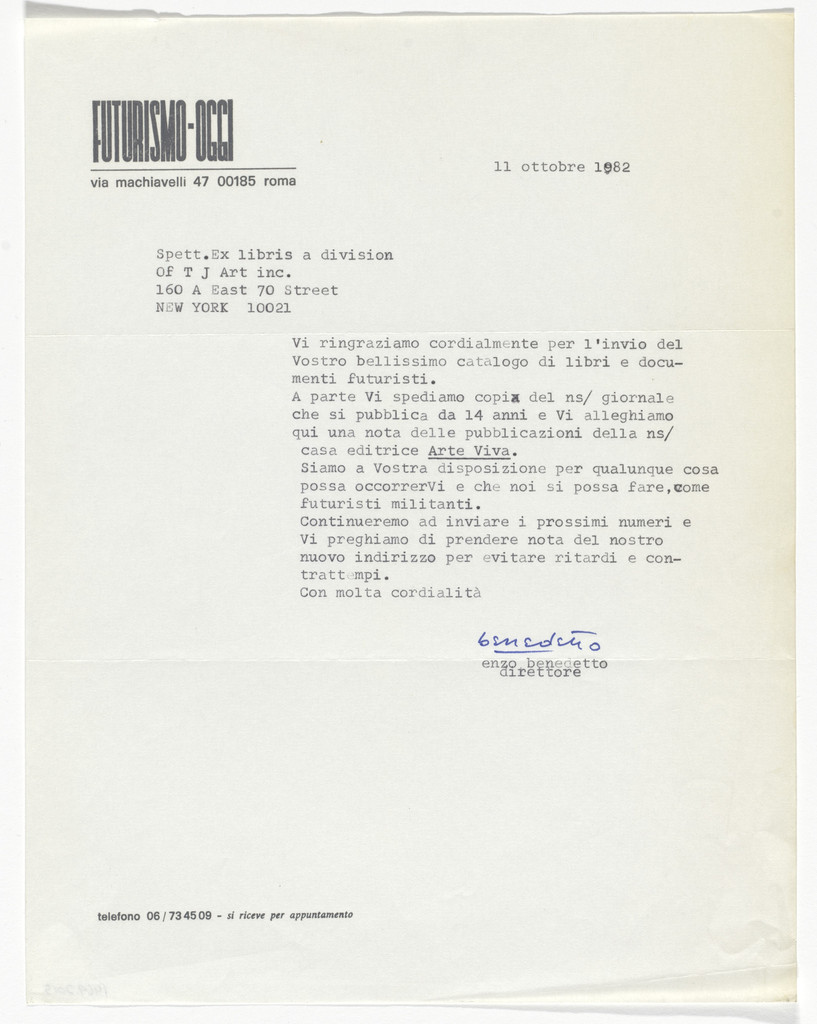 FUTURISMO-OGGI
via machiavelli 47 00185 roma
11 ottobre 1982
Spett.Ex libris a division
Of T J Art inc.
160 A East 70 Street
NEW YORK 10021
Vi ringraziamo cordialmente per l'invio del
Vostro bellissimo catalogo di libri e docu-
menti futuristi.
A parte Vi spediamo copia del ns/ giornale
che si pubblica da 14 anni e Vi alleghiamo
qui una nota delle pubblicazioni della ns/
casa editrice Arte Viva.
Siamo a Vostra disposizione per qualunque cosa
possa occorrerVi e che noi si possa fare,come
futuristi militanti.
Continueremo ad inviare i prossimi numeri e
Vi preghiamo di prendere nota del nostro
nuovo indirizzo per evitare ritardi e con-
trattempi.
Con molta cordialità
benedetto
enzo benedetto
direttore
telefono 06/734509 - si riceve per appuntamento